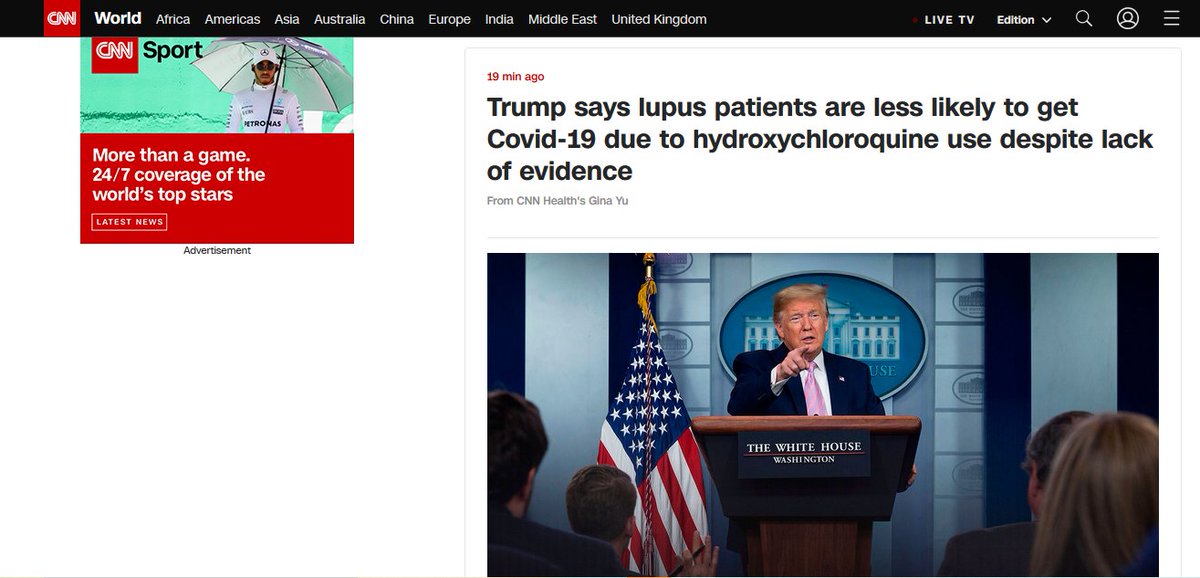 CNN World Africa Americas Asia Australia China Europe India Middle East United Kingdom LIVE TV Edition
CNN Sport
PETRONAS
More than a game.
24/7 coverage of the
world's top stars
LATEST NEWS
Advertisement
19 min ago
Trump says lupus patients are less likely to get
Covid-19 due to hydroxychloroquine use despite lack
of evidence
From CNN Health's Gina Yu
USE
THE WHITE HOUSE
WASHINGTON